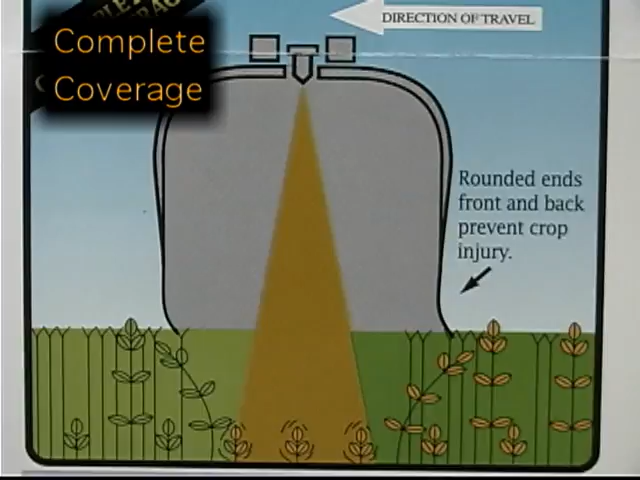 Complete
Coverage
DIRECTION OF TRAVEL
Rounded ends
front and back
prevent crop
injury.